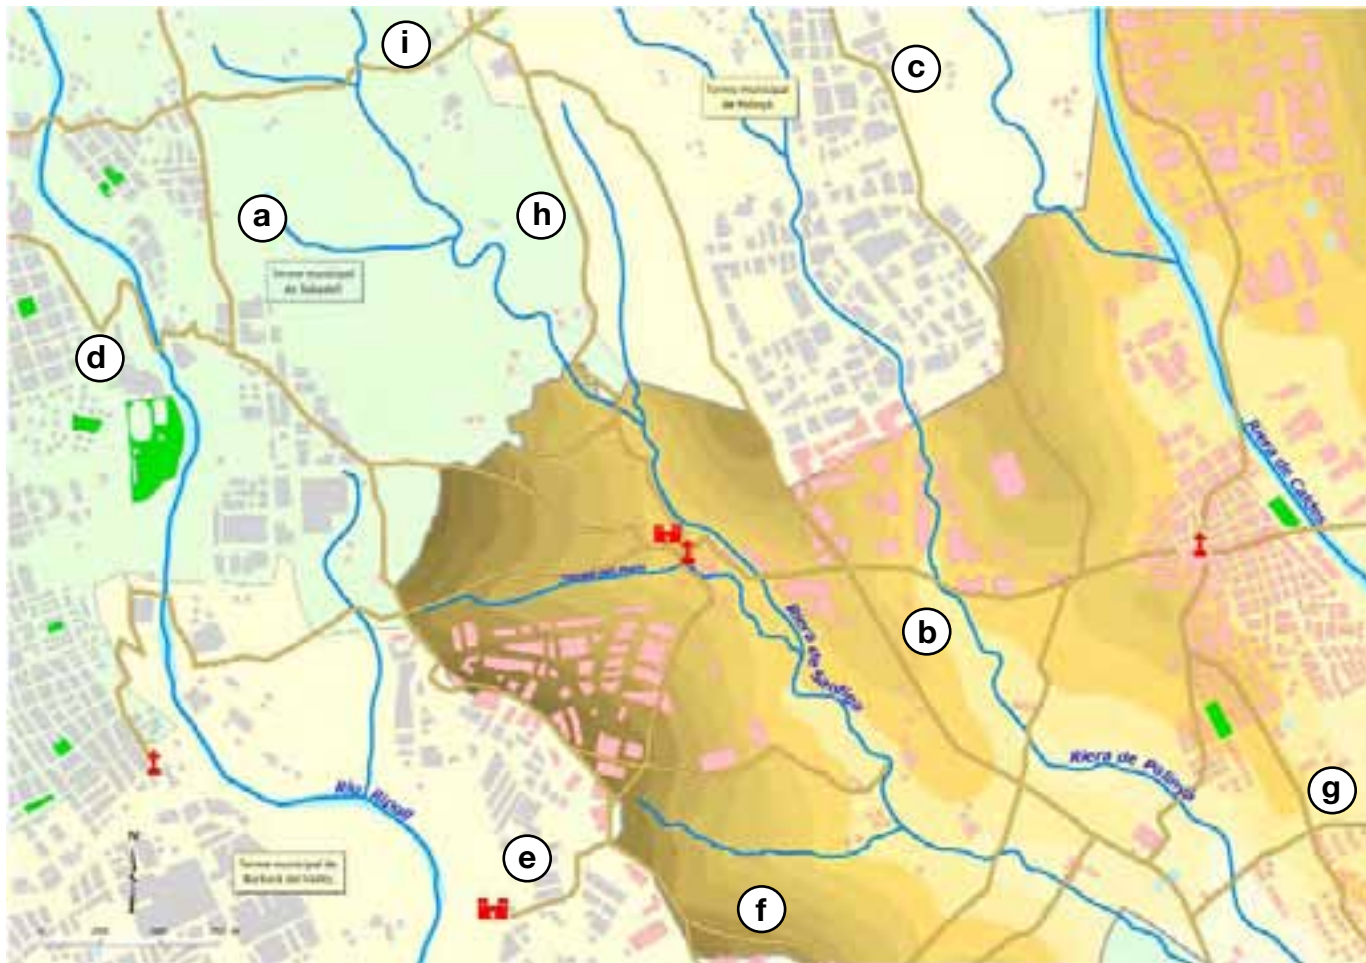 i
c
Terme municipal
de Polinyà
a
h
Terme municipal
de Sabadell
d
Riera de Caldes
b
Riera de Sentmenat
Riera de Polinyà
g
Riu Ripoll
e
N
Terme municipal de
Barberà del Vallès
f